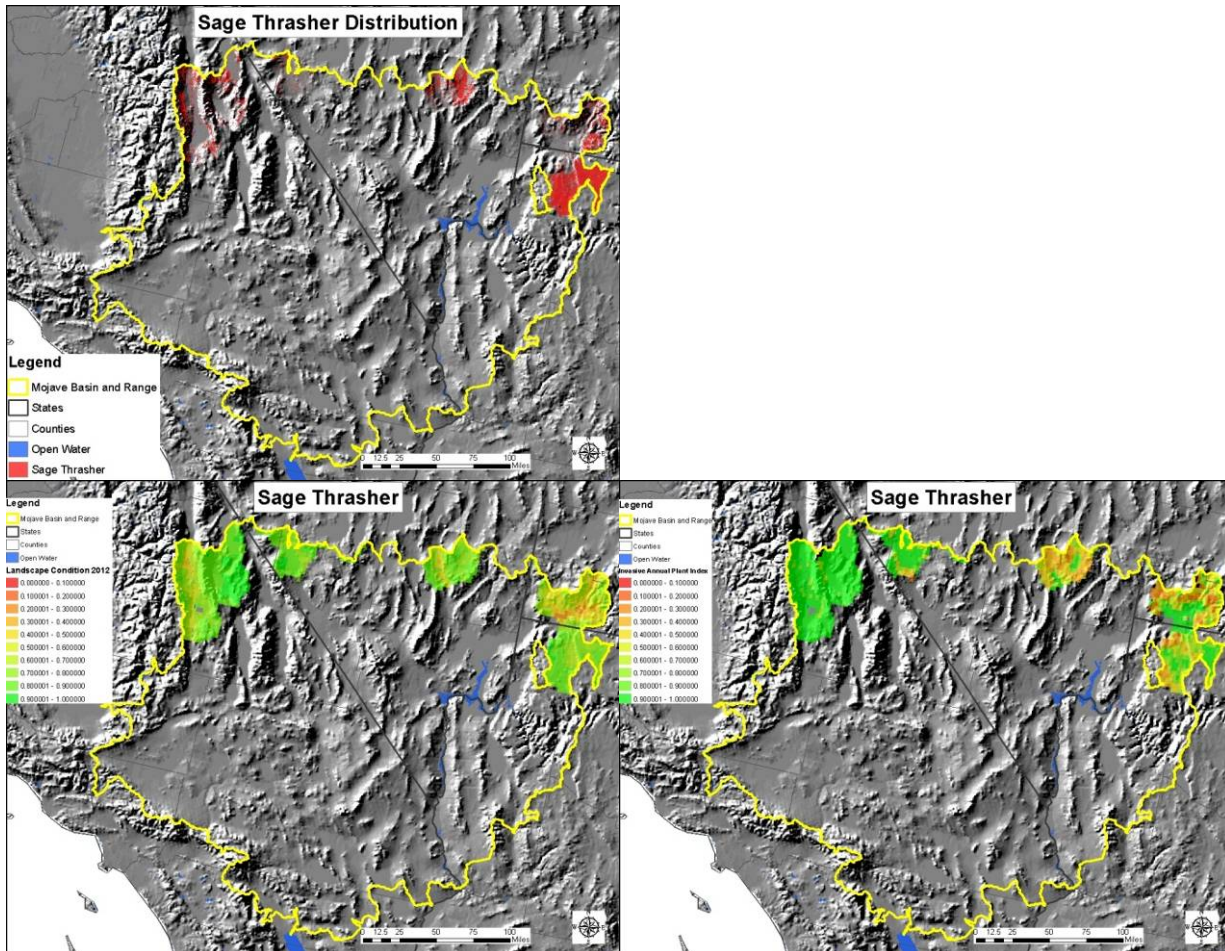 Sage Thrasher Distribution
Legend
Mojave Basin and Range
States
Counties
Open Water
Sage Thrasher
0 12.5 25 50 75 100
Miles
N
W E
S
Sage Thrasher
Legend
Mojave Basin and Range
States
Counties
Open Water
Landscape Condition 2012
0.000000 - 0.100000
0.100001 - 0.200000
0.200001 - 0.300000
0.300001 - 0.400000
0.400001 - 0.500000
0.500001 - 0.600000
0.600001 - 0.700000
0.700001 - 0.800000
0.800001 - 0.900000
0.900001 - 1.000000
0 12.5 25 50 75 100
Miles
N
W E
S
Sage Thrasher
Legend
Mojave Basin and Range
States
Counties
Open Water
Invasive Annual Plant Index
0.000000 - 0.100000
0.100001 - 0.200000
0.200001 - 0.300000
0.300001 - 0.400000
0.400001 - 0.500000
0.500001 - 0.600000
0.600001 - 0.700000
0.700001 - 0.800000
0.800001 - 0.900000
0.900001 - 1.000000
0 12.5 25 50 75 100
Miles
N
W E
S